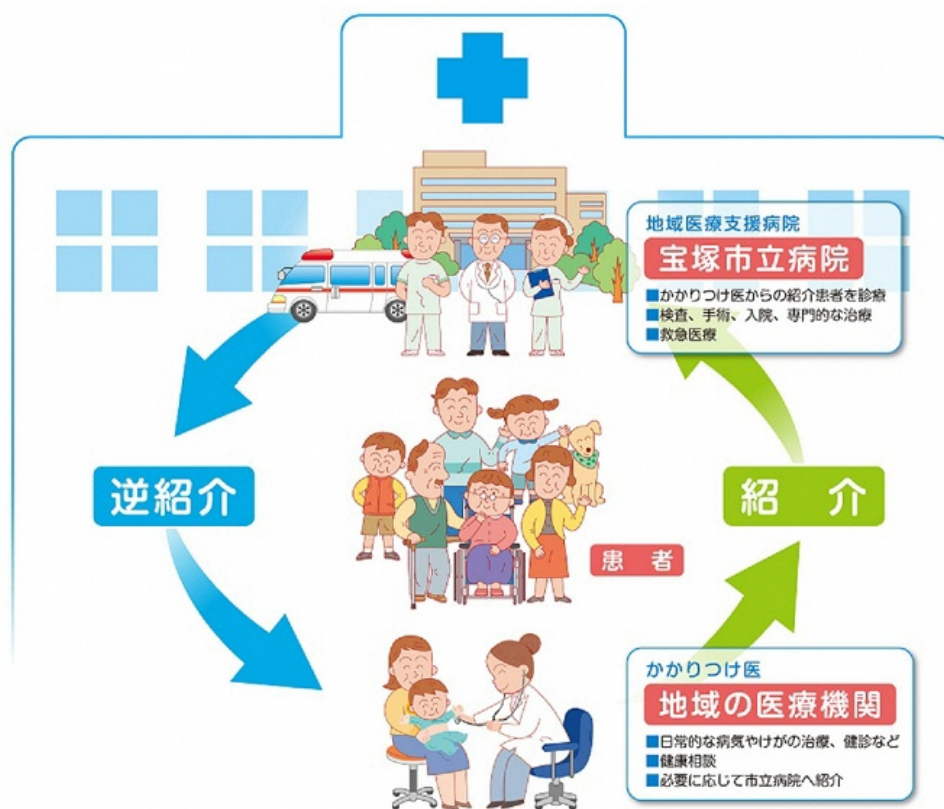 地域医療支援病院
宝塚市立病院
■かかりつけ医からの紹介患者を診療
■検査、手術、入院、専門的な治療
■救急医療
逆紹介
紹　介
患　者
かかりつけ医
地域の医療機関
■日常的な病気やけがの治療、健診など
■健康相談
■必要に応じて市立病院へ紹介